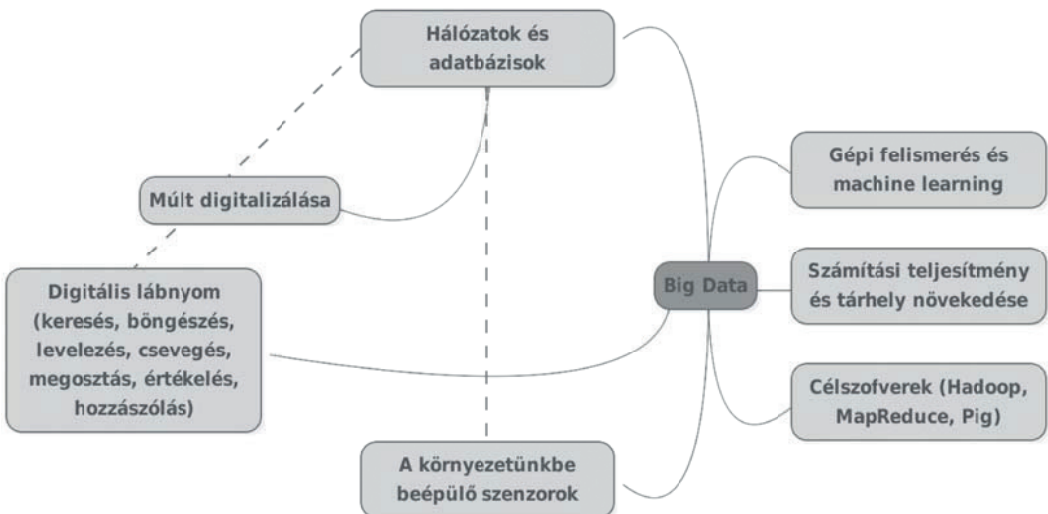 Hálózatok és
adatbázisok
Múlt digitalizálása
Digitális lábnyom
(keresés, böngészés,
levelezés, csevegés,
megosztás, értékelés,
hozzászólás)
A környezetünkbe
beépülő szenzorok
Big Data
Gépi felismerés és
machine learning
Számítási teljesítmény
és tárhely növekedése
Célszofverek (Hadoop,
MapReduce, Pig)